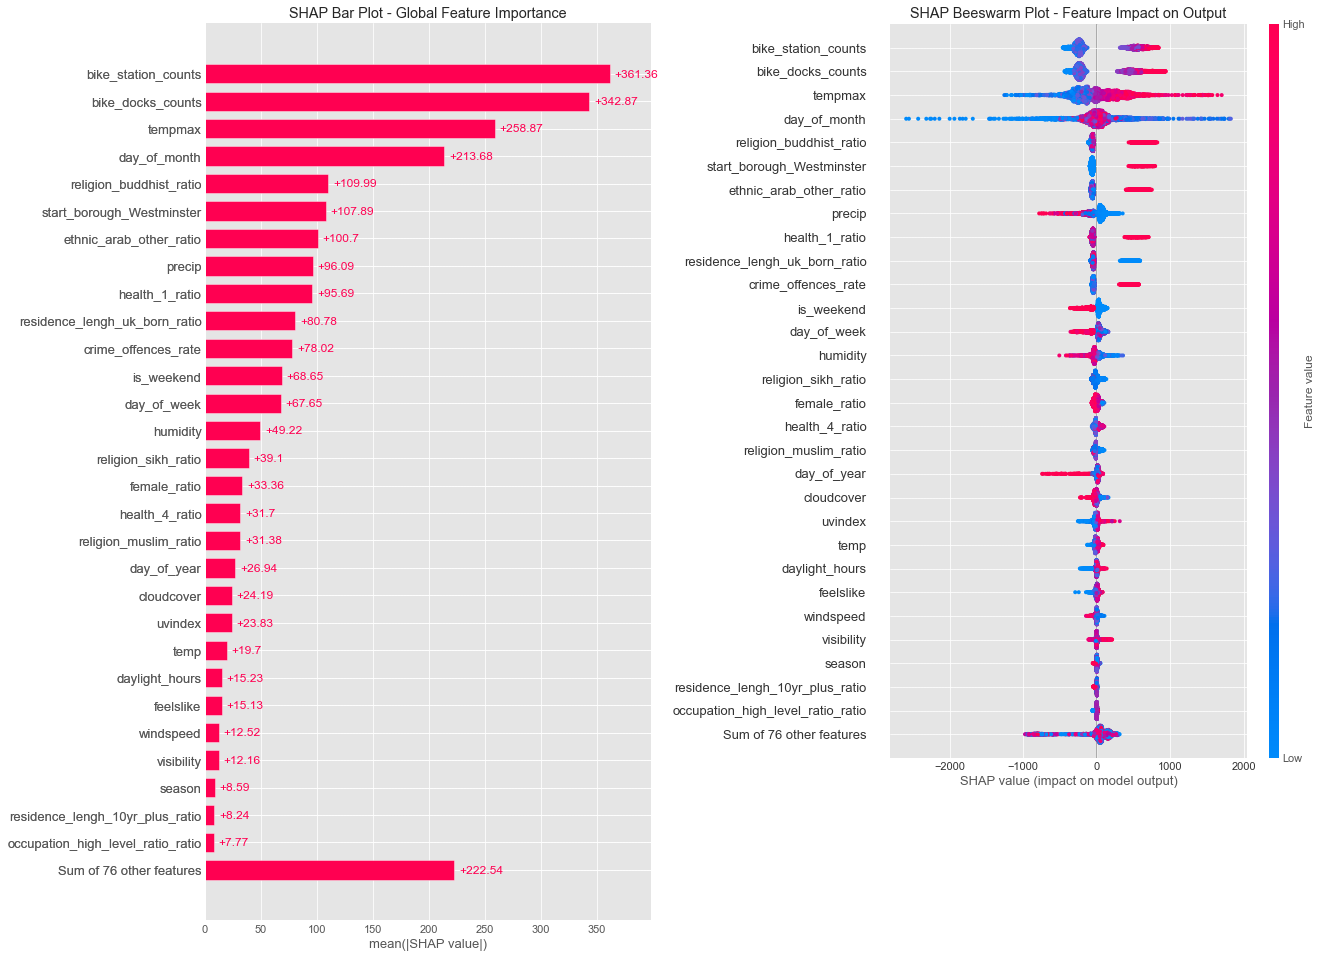 SHAP Bar Plot - Global Feature Importance
bike_station_counts +361.36
bike_docks_counts +342.87
tempmax +258.87
day_of_month +213.68
religion_buddhist_ratio +109.99
start_borough_Westminster +107.89
ethnic_arab_other_ratio +100.7
precip +96.09
health_1_ratio +95.69
residence_lengh_uk_born_ratio +80.78
crime_offences_rate +78.02
is_weekend +68.65
day_of_week +67.65
humidity +49.22
religion_sikh_ratio +39.1
female_ratio +33.36
health_4_ratio +31.7
religion_muslim_ratio +31.38
day_of_year +26.94
cloudcover +24.19
uvindex +23.83
temp +19.7
daylight_hours +15.23
feelslike +15.13
windspeed +12.52
visibility +12.16
season +8.59
residence_lengh_10yr_plus_ratio +8.24
occupation_high_level_ratio_ratio +7.77
Sum of 76 other features +222.54
0 50 100 150 200 250 300 350
mean(|SHAP value|)
SHAP Beeswarm Plot - Feature Impact on Output
bike_station_counts
bike_docks_counts
tempmax
day_of_month
religion_buddhist_ratio
start_borough_Westminster
ethnic_arab_other_ratio
precip
health_1_ratio
residence_lengh_uk_born_ratio
crime_offences_rate
is_weekend
day_of_week
humidity
religion_sikh_ratio
female_ratio
health_4_ratio
religion_muslim_ratio
day_of_year
cloudcover
uvindex
temp
daylight_hours
feelslike
windspeed
visibility
season
residence_lengh_10yr_plus_ratio
occupation_high_level_ratio_ratio
Sum of 76 other features
−2000 −1000 0 1000 2000
SHAP value (impact on model output)
High
Feature value
Low